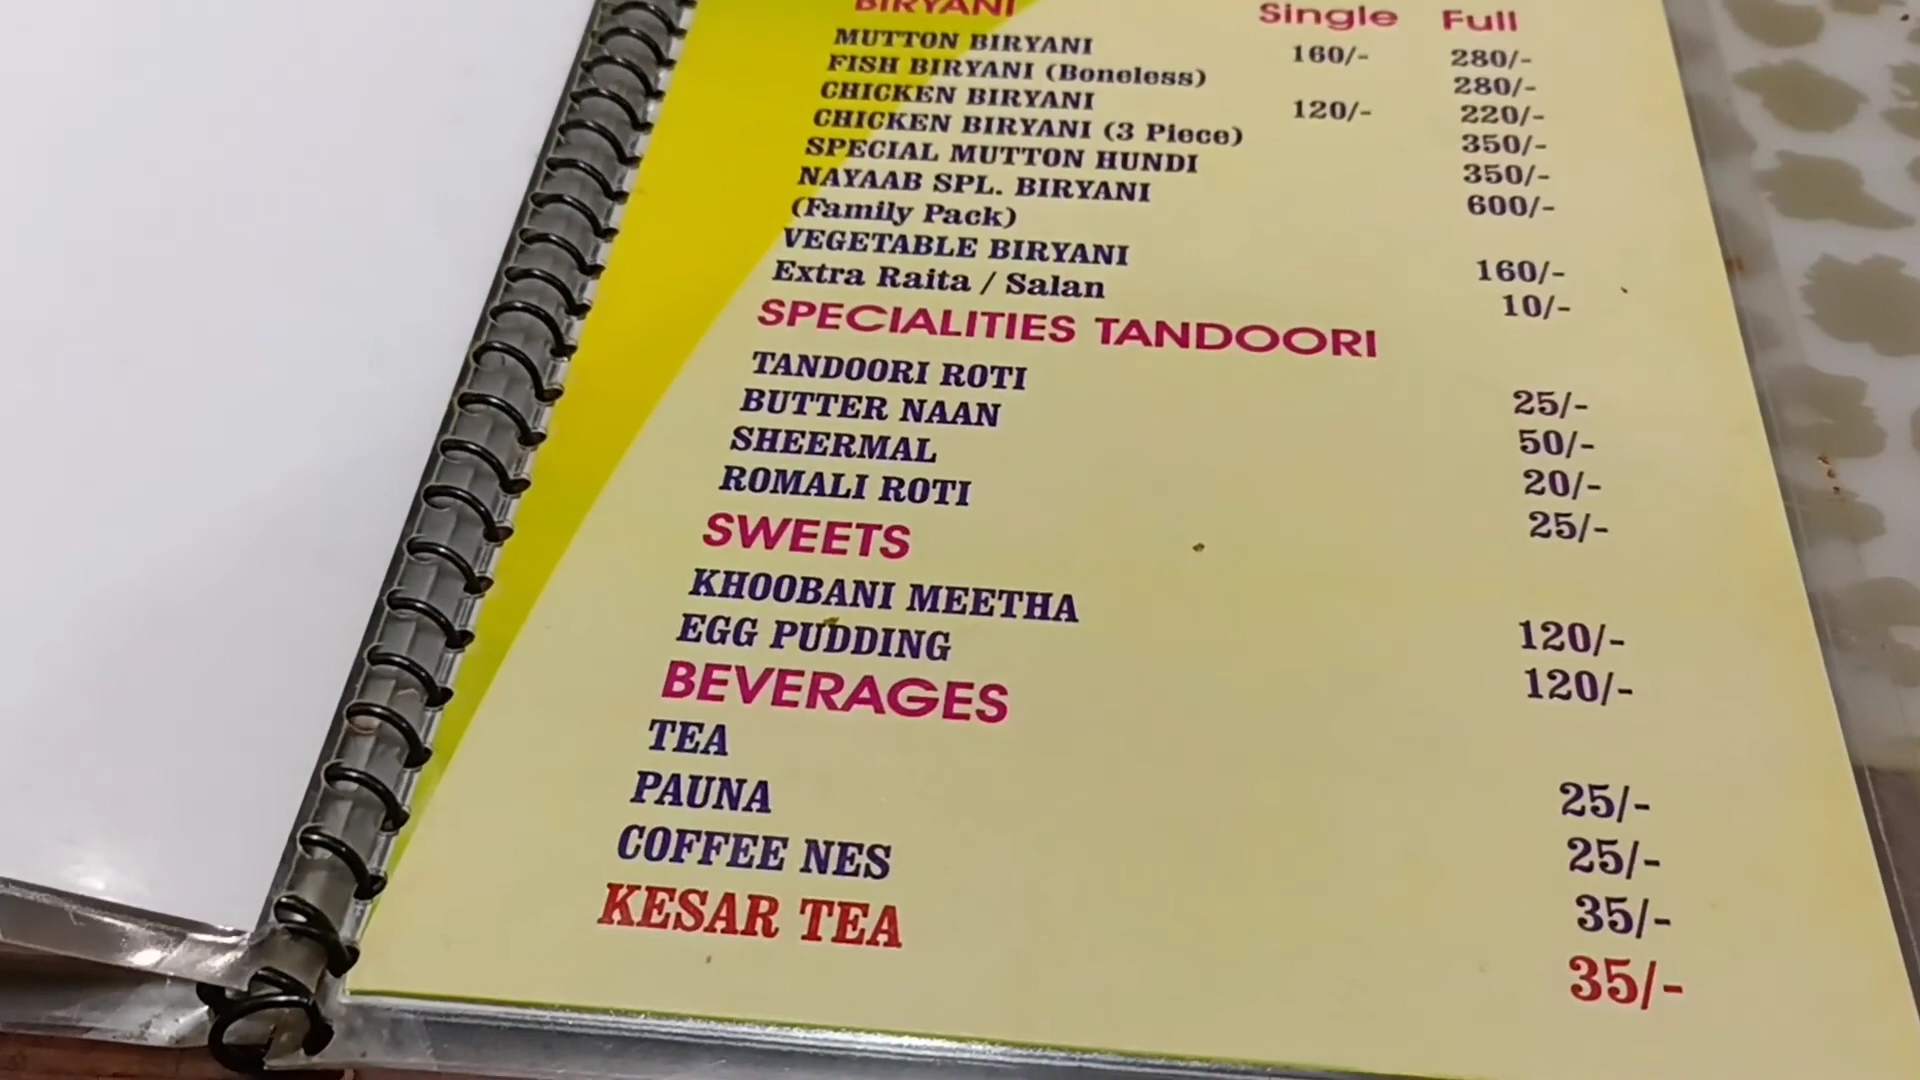 BIRYANI Single Full
MUTTON BIRYANI 160/- 280/-
FISH BIRYANI (Boneless) 280/-
CHICKEN BIRYANI 120/- 220/-
CHICKEN BIRYANI (3 Piece) 350/-
SPECIAL MUTTON HUNDI 350/-
NAYAAB SPL. BIRYANI 600/-
(Family Pack)
VEGETABLE BIRYANI 160/-
Extra Raita / Salan 10/-
SPECIALITIES TANDOORI
TANDOORI ROTI 25/-
BUTTER NAAN 50/-
SHEERMAL 20/-
ROMALI ROTI 25/-
SWEETS
KHOOBANI MEETHA 120/-
EGG PUDDING 120/-
BEVERAGES
TEA 25/-
PAUNA 25/-
COFFEE NES 35/-
KESAR TEA 35/-